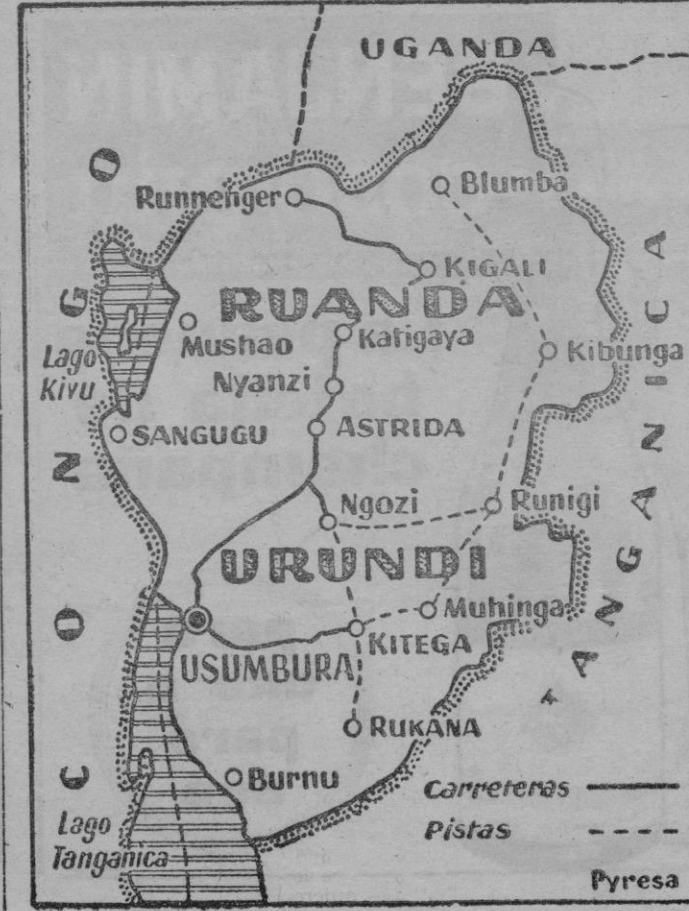 UGANDA
CONGO
Blumba
Runnenger
KIGALI
RUANDA
Katigaya
Mushao
Kibunga
Lago
Kivu
Nyanzi
SANGUGU
ASTRIDA
Ngozi
Runigi
URUNDI
TANGANICA
Muhinga
KITEGA
USUMBURA
RUKANA
Burnu
Carreteras
Lago
Tanganica
Pistas
Pyresa